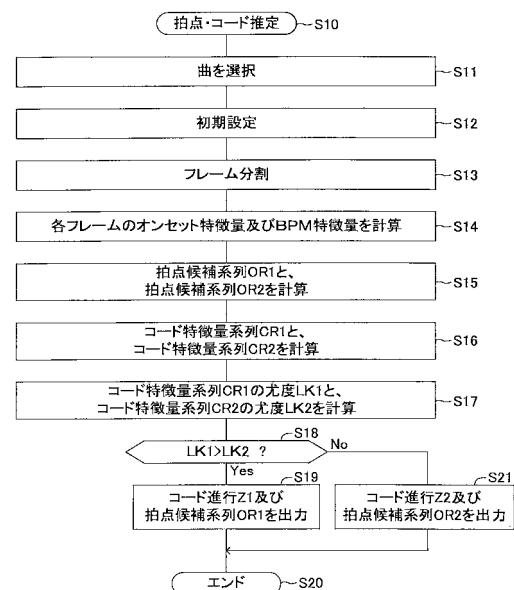 拍点・コード推定 S10
曲を選択 S11
初期設定 S12
フレーム分割 S13
各フレームのオンセット特徴量及びBPM特徴量を計算 S14
拍点候補系列OR1と、
拍点候補系列OR2を計算 S15
コード特徴量系列CR1と、
コード特徴量系列CR2を計算 S16
コード特徴量系列CR1の尤度LK1と、
コード特徴量系列CR2の尤度LK2を計算 S17
S18
LK1>LK2 ? No
Yes S19 S21
コード進行Z1及び
拍点候補系列OR1を出力
コード進行Z2及び
拍点候補系列OR2を出力
エンド S20